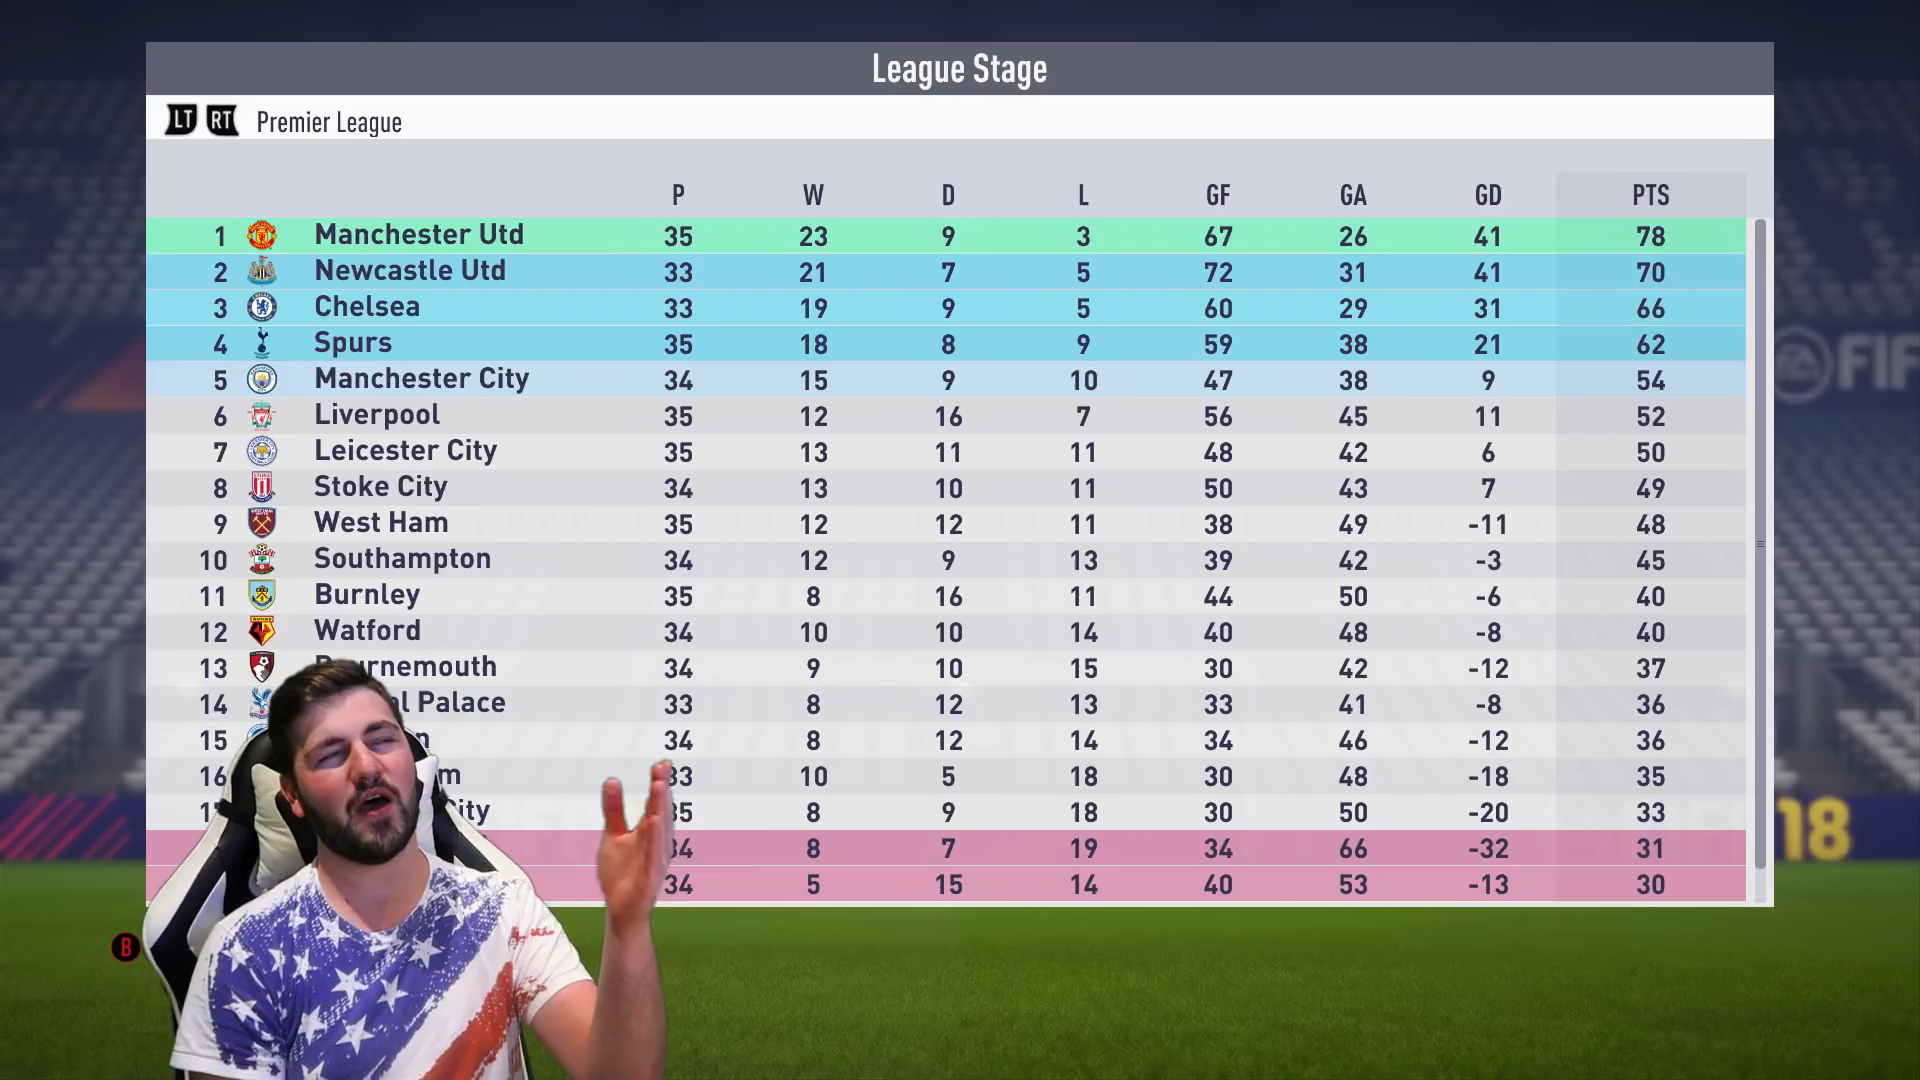 League Stage
LT RT Premier League
P W D L GF GA GD PTS
1 Manchester Utd 35 23 9 3 67 26 41 78
2 Newcastle Utd 33 21 7 5 72 31 41 70
3 Chelsea 33 19 9 5 60 29 31 66
4 Spurs 35 18 8 9 59 38 21 62
5 Manchester City 34 15 9 10 47 38 9 54
6 Liverpool 35 12 16 7 56 45 11 52
7 Leicester City 35 13 11 11 48 42 6 50
8 Stoke City 34 13 10 11 50 43 7 49
9 West Ham 35 12 12 11 38 49 -11 48
10 Southampton 34 12 9 13 39 42 -3 45
11 Burnley 35 8 16 11 44 50 -6 40
12 Watford 34 10 10 14 40 48 -8 40
13 Bournemouth 34 9 10 15 30 42 -12 37
14 Palace 33 8 12 13 33 41 -8 36
15 34 8 12 14 34 46 -12 36
16 33 10 5 18 30 48 -18 35
City 35 8 9 18 30 50 -20 33
34 8 7 19 34 66 -32 31
34 5 15 14 40 53 -13 30
B
EA FIF
18